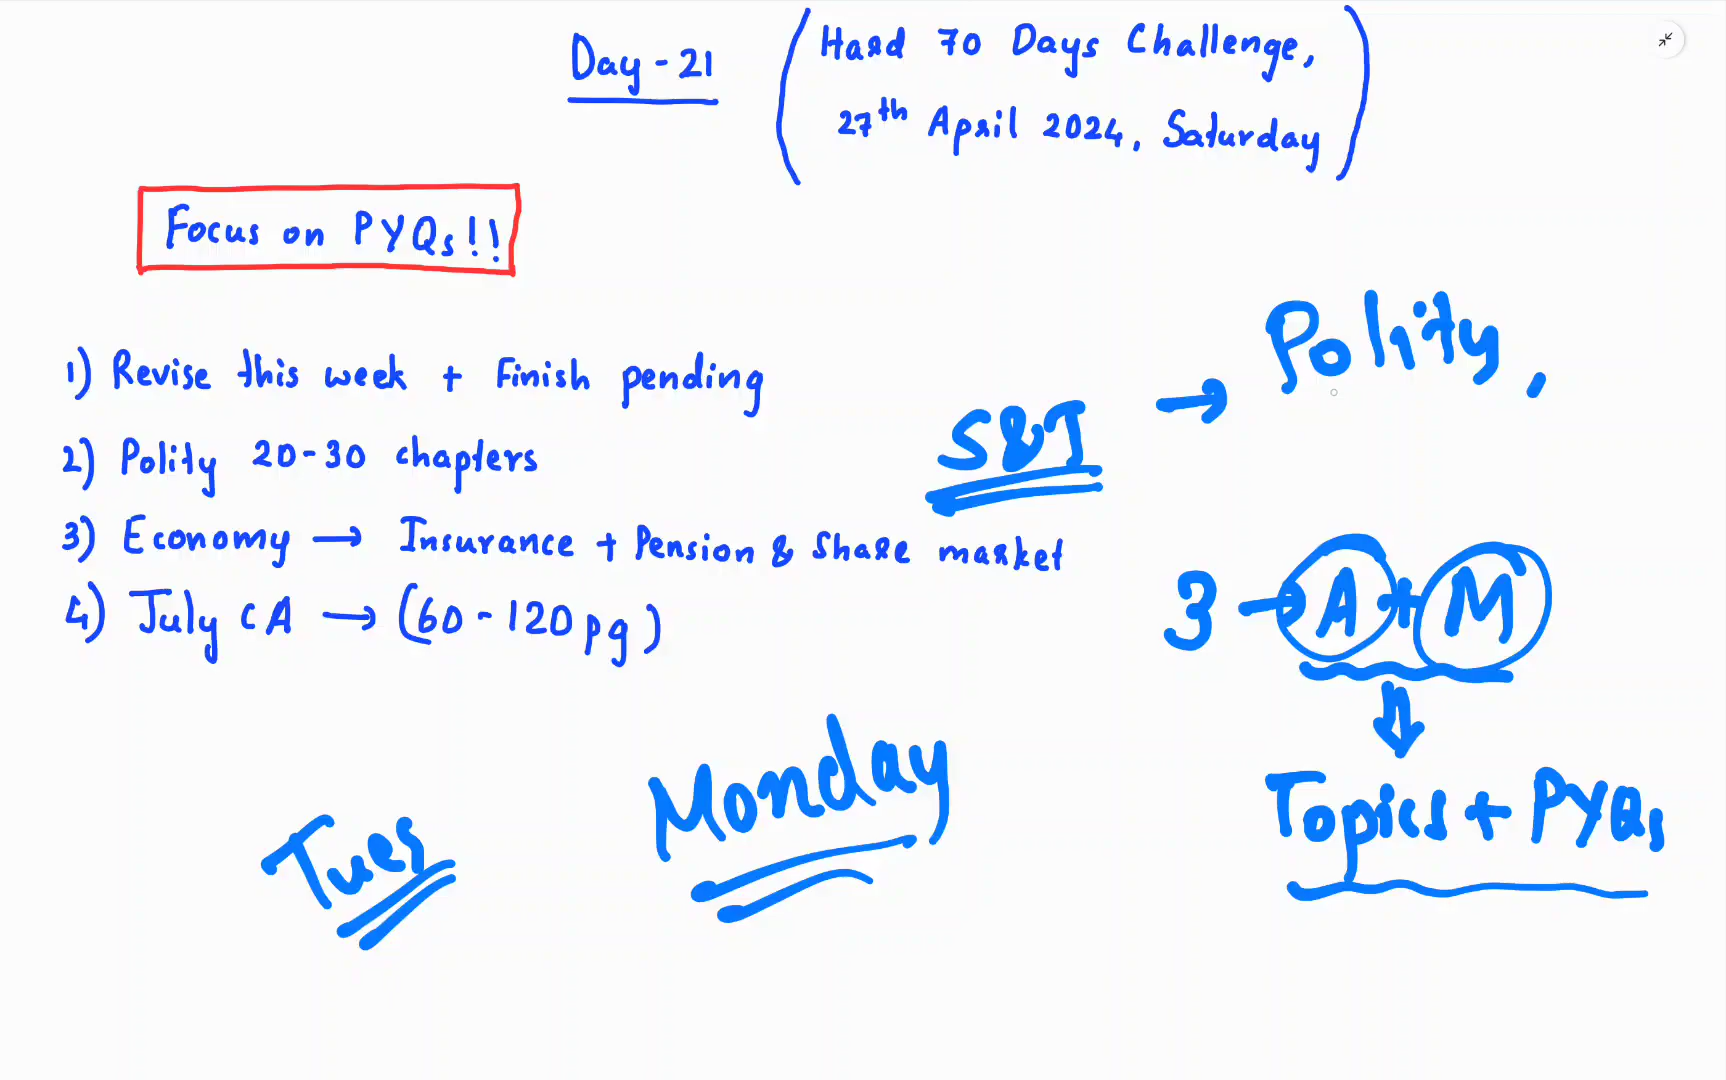 Day-21
Hard 70 Days Challenge,
27th April 2024, Saturday
Focus on PYQs!!
1) Revise this week + Finish pending
2) Polity 20-30 chapters
3) Economy → Insurance + Pension & Share market
4) July CA → (60-120pg)
S&T → Polity,
3 → A + M
Topics + PYQs
Monday
Tues